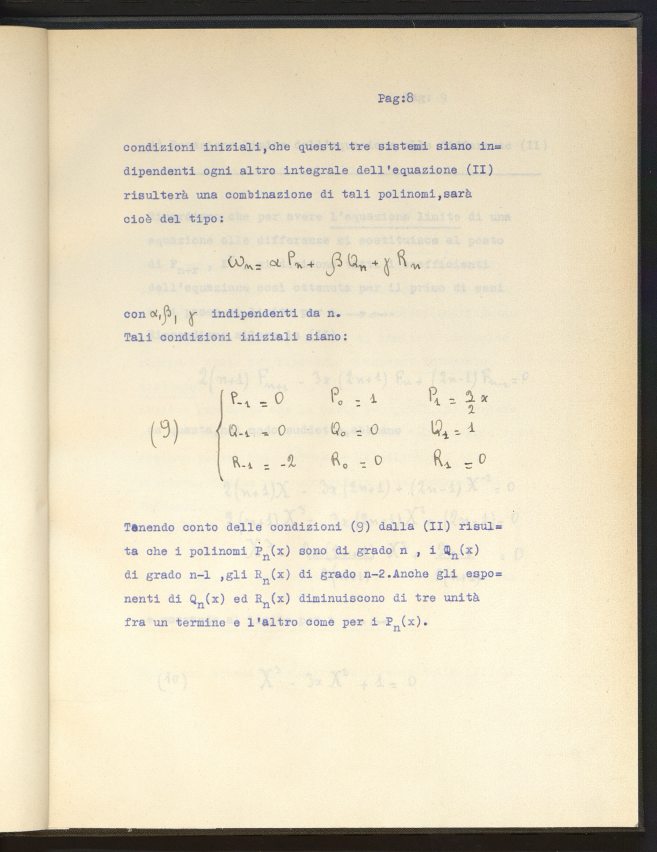 Pag:8
condizioni iniziali,che questi tre sistemi siano in=
dipendenti ogni altro integrale dell'equazione (II)
risulterà una combinazione di tali polinomi,sarà
cioè del tipo:
ωn = α Pn + β Qn + γ Rn
con α, β, γ indipendenti da n.
Tali condizioni iniziali siano:
P-1 = 0 P0 = 1 P1 = 3/2 x
(9) Q-1 = 0 Q0 = 0 Q1 = 1
R-1 = -2 R0 = 0 R1 = 0
Tenendo conto delle condizioni (9) dalla (II) risul=
ta che i polinomi Pn(x) sono di grado n , i Qn(x)
di grado n-1 ,gli Rn(x) di grado n-2.Anche gli espo=
nenti di Qn(x) ed Rn(x) diminuiscono di tre unità
fra un termine e l'altro come per i Pn(x).